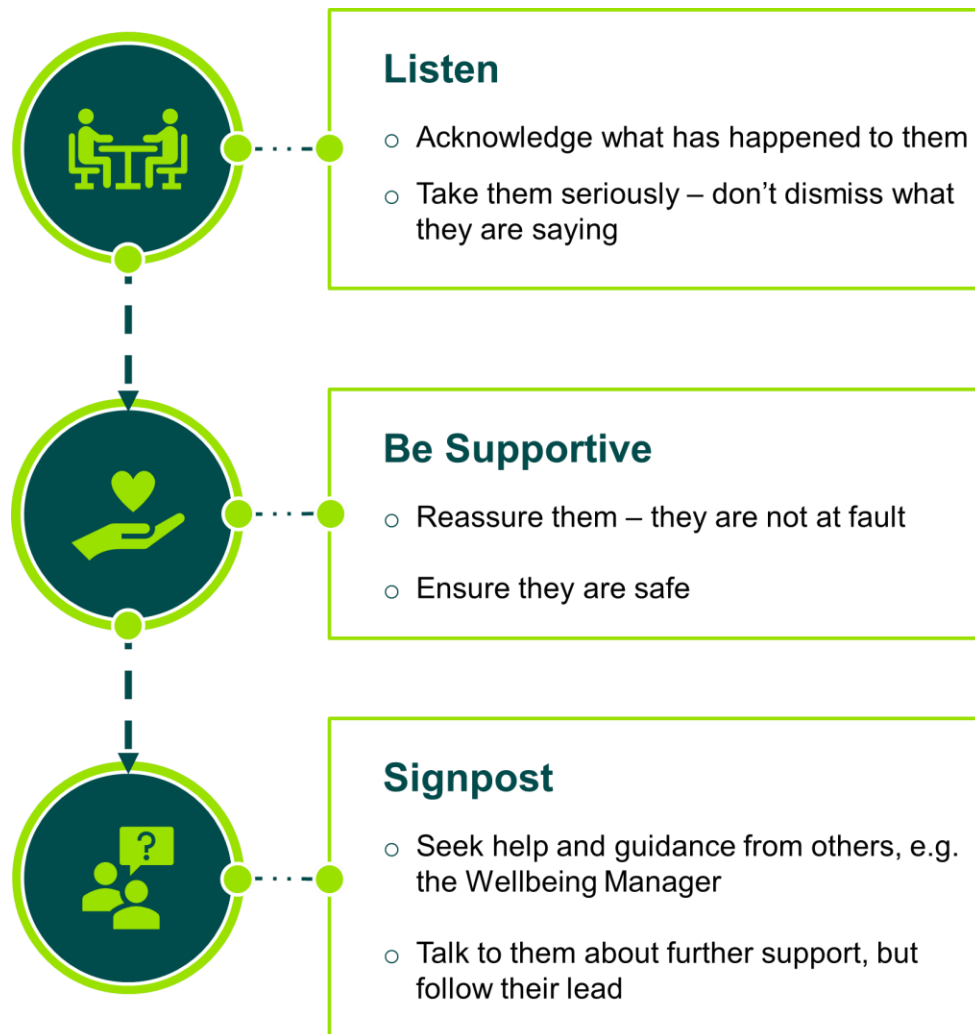 Listen
○ Acknowledge what has happened to them
○ Take them seriously – don’t dismiss what
they are saying
Be Supportive
○ Reassure them – they are not at fault
○ Ensure they are safe
?
Signpost
○ Seek help and guidance from others, e.g.
the Wellbeing Manager
○ Talk to them about further support, but
follow their lead